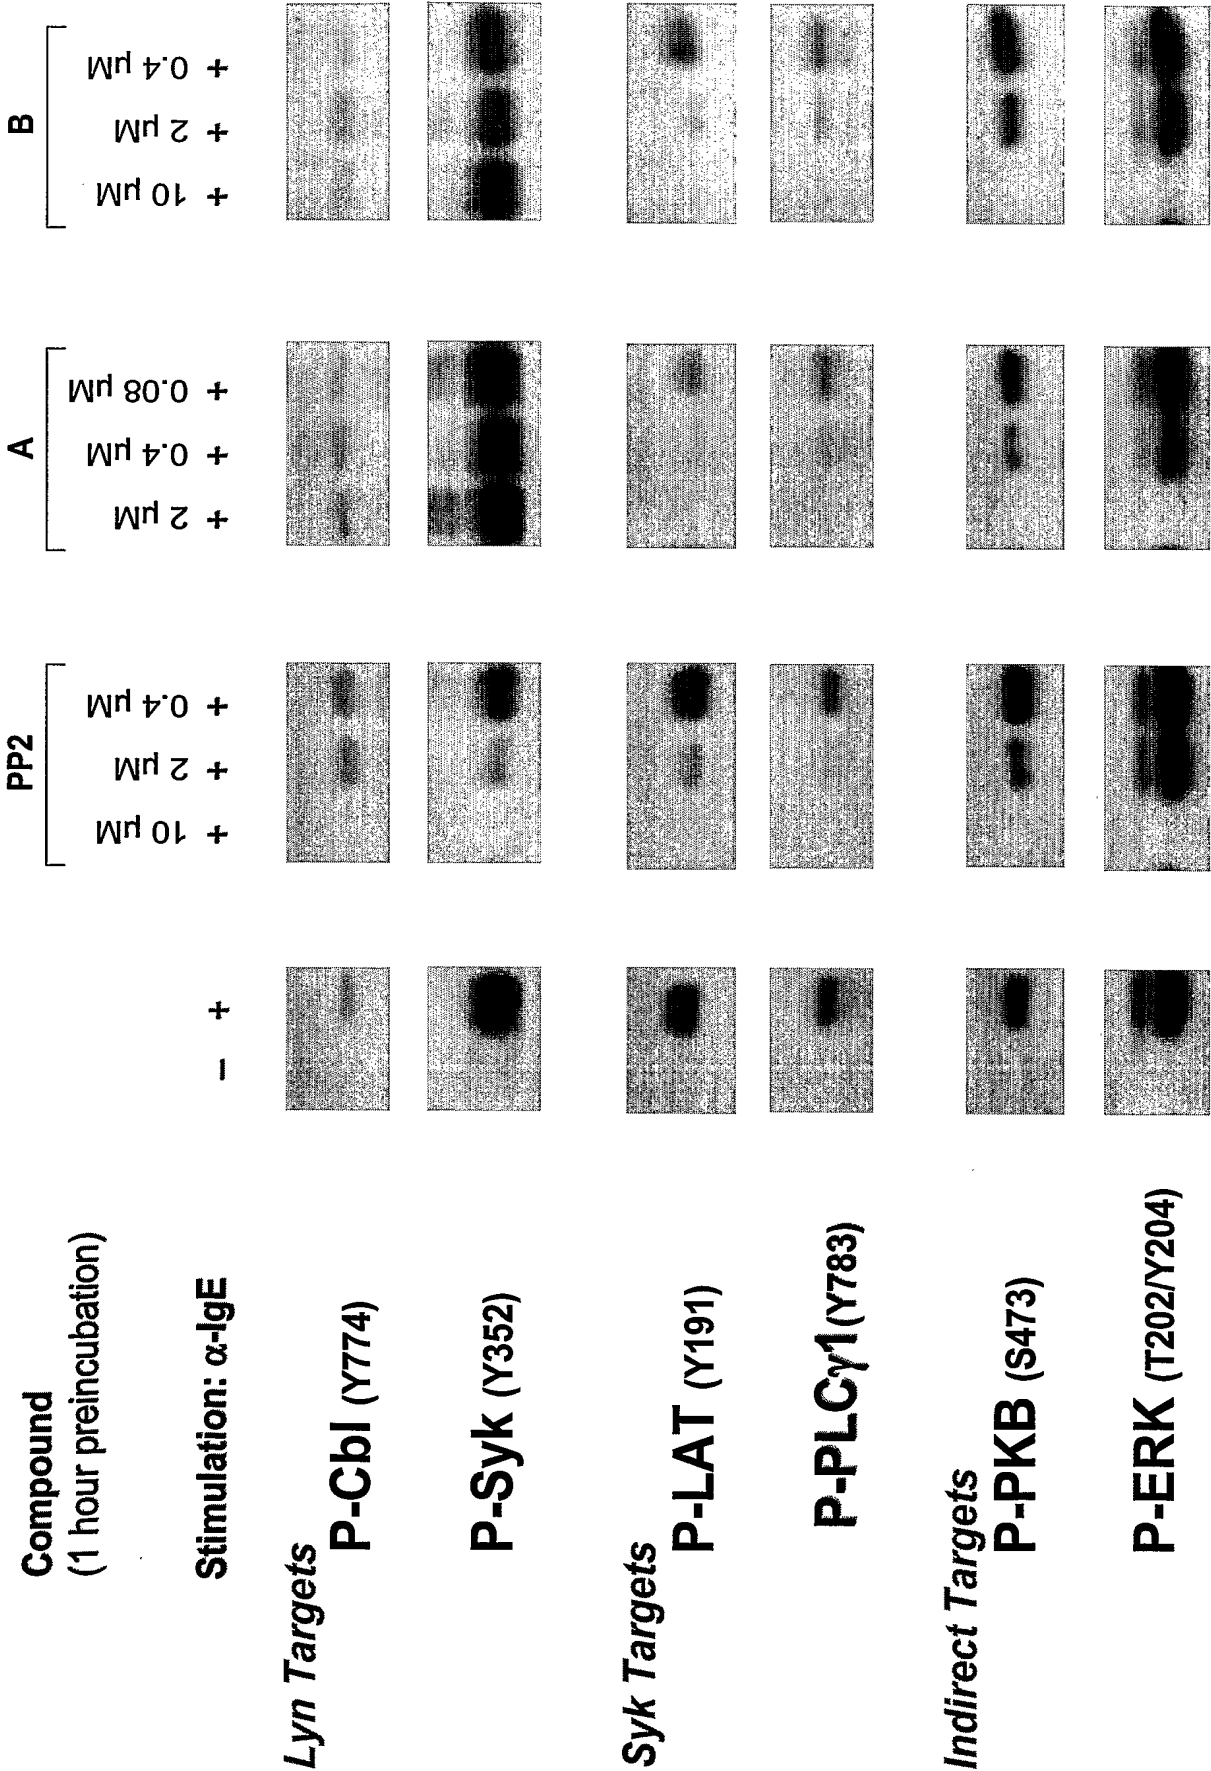 Compound
(1 hour preincubation)
PP2
A
B
10 µM
2 µM
0.4 µM
2 µM
0.4 µM
0.08 µM
10 µM
2 µM
0.4 µM
Stimulation: α-IgE
– + + + + + + + + + +
Lyn Targets
P-Cbl (Y774)
P-Syk (Y352)
Syk Targets
P-LAT (Y191)
P-PLCγ1(Y783)
Indirect Targets
P-PKB (S473)
P-ERK (T202/Y204)